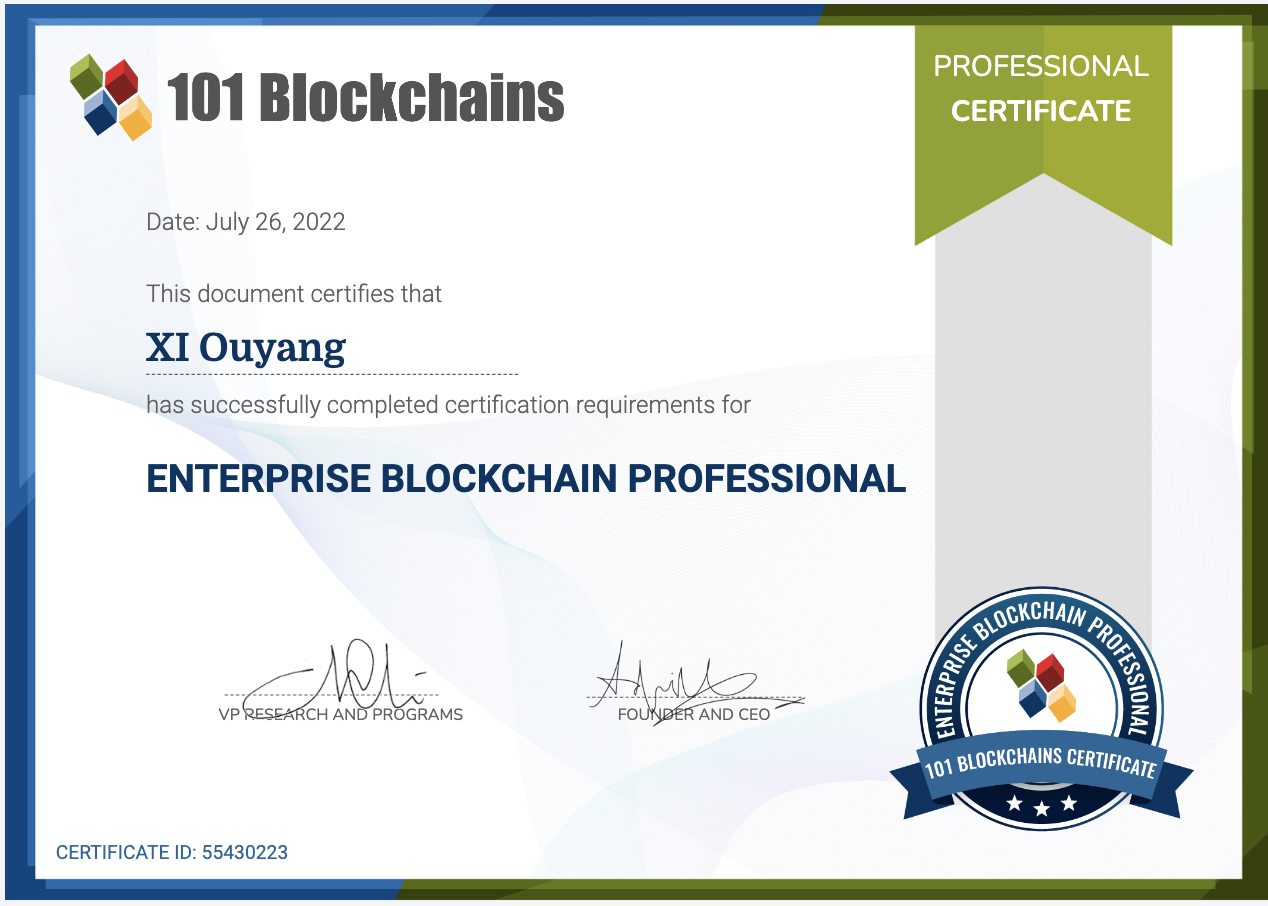 101 Blockchains
PROFESSIONAL
CERTIFICATE
Date: July 26, 2022
This document certifies that
XI Ouyang
has successfully completed certification requirements for
ENTERPRISE BLOCKCHAIN PROFESSIONAL
VP RESEARCH AND PROGRAMS
FOUNDER AND CEO
ENTERPRISE BLOCKCHAIN PROFESSIONAL
101 BLOCKCHAINS CERTIFICATE
CERTIFICATE ID: 55430223